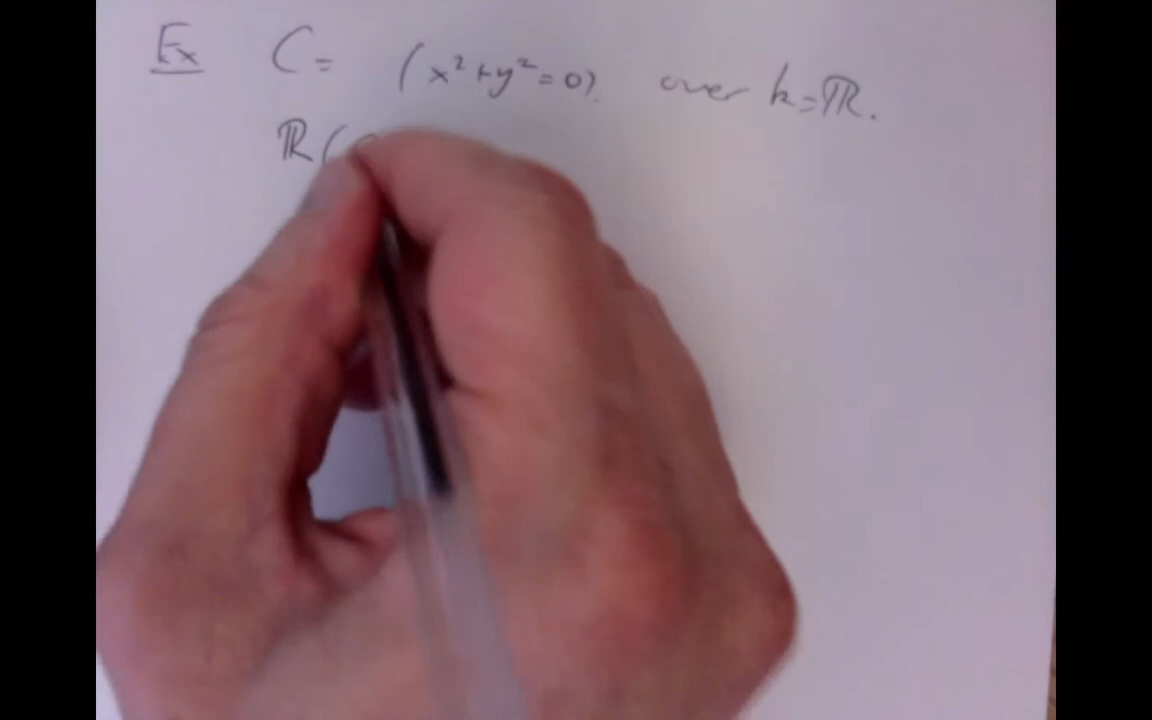 Ex C = (x²+y²=0). over k=ℝ.
ℝ(